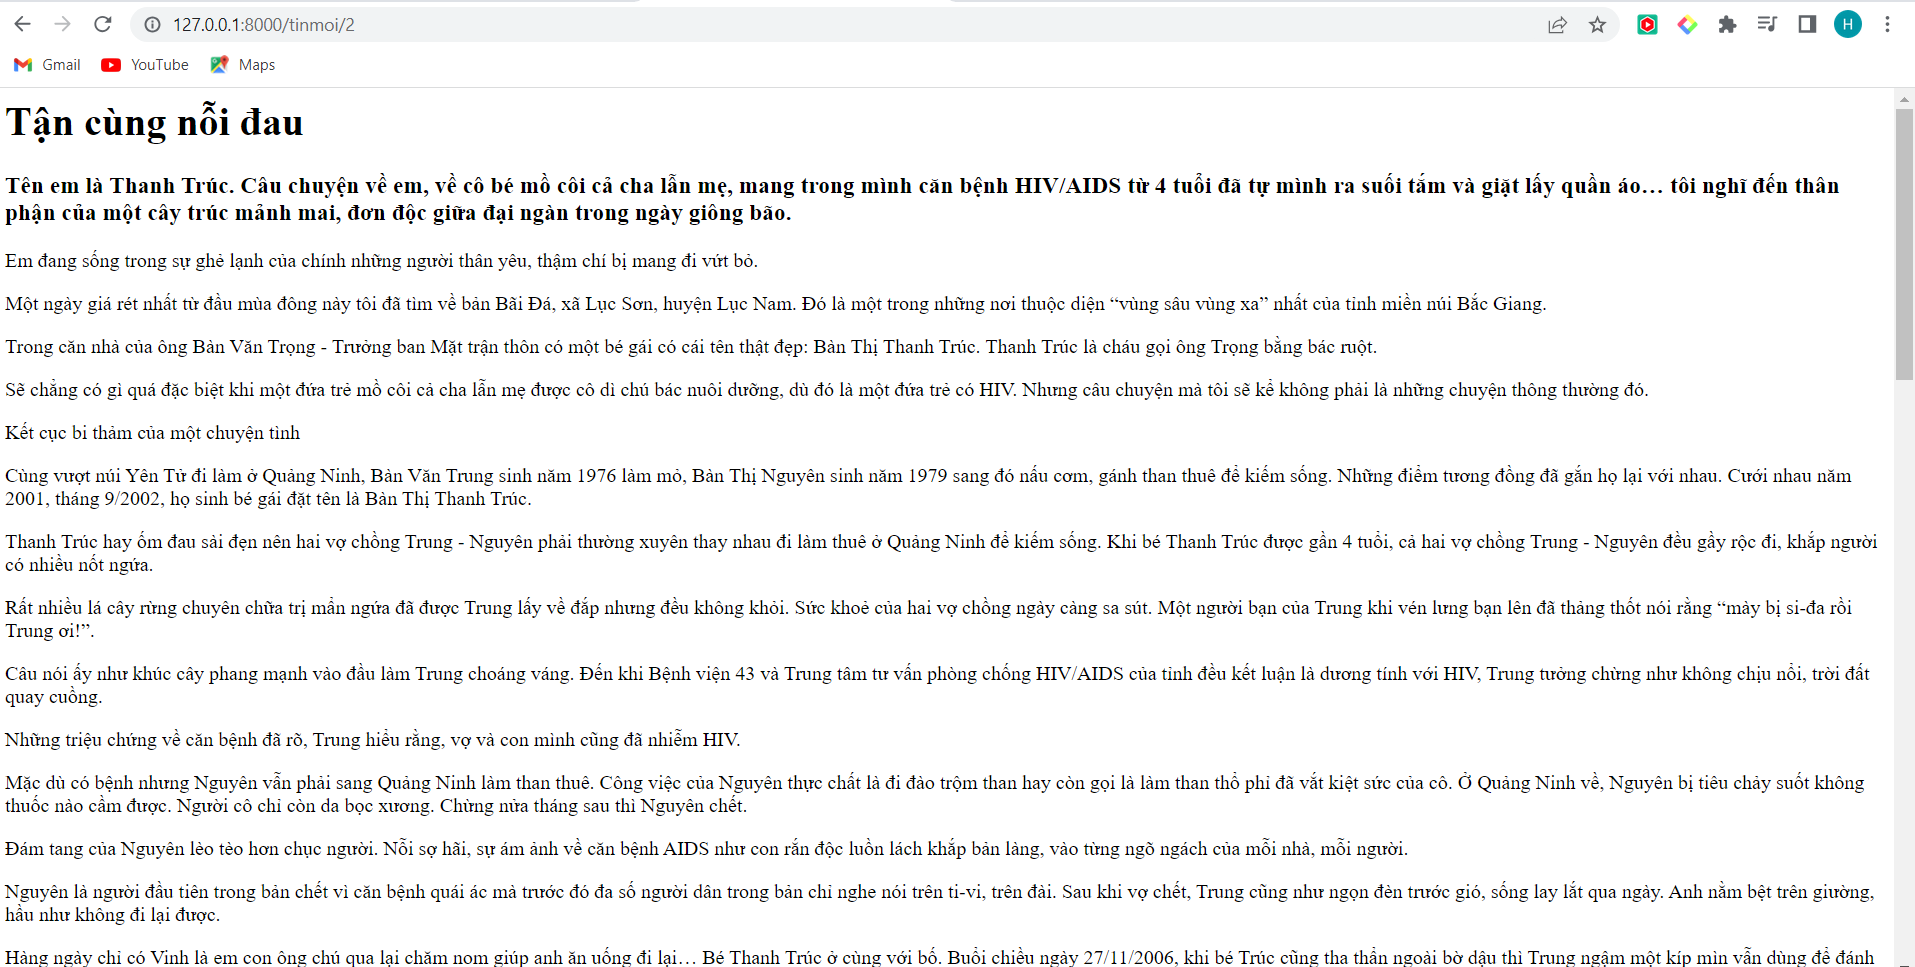 127.0.0.1:8000/tinmoi/2
H
Gmail
YouTube
Maps
Tận cùng nỗi đau
Tên em là Thanh Trúc. Câu chuyện về em, về cô bé mồ côi cả cha lẫn mẹ, mang trong mình căn bệnh HIV/AIDS từ 4 tuổi đã tự mình ra suối tắm và giặt lấy quần áo… tôi nghĩ đến thân
phận của một cây trúc mảnh mai, đơn độc giữa đại ngàn trong ngày giông bão.
Em đang sống trong sự ghẻ lạnh của chính những người thân yêu, thậm chí bị mang đi vứt bỏ.
Một ngày giá rét nhất từ đầu mùa đông này tôi đã tìm về bản Bãi Đá, xã Lục Sơn, huyện Lục Nam. Đó là một trong những nơi thuộc diện “vùng sâu vùng xa” nhất của tỉnh miền núi Bắc Giang.
Trong căn nhà của ông Bàn Văn Trọng - Trưởng ban Mặt trận thôn có một bé gái có cái tên thật đẹp: Bàn Thị Thanh Trúc. Thanh Trúc là cháu gọi ông Trọng bằng bác ruột.
Sẽ chẳng có gì quá đặc biệt khi một đứa trẻ mồ côi cả cha lẫn mẹ được cô dì chú bác nuôi dưỡng, dù đó là một đứa trẻ có HIV. Nhưng câu chuyện mà tôi sẽ kể không phải là những chuyện thông thường đó.
Kết cục bi thảm của một chuyện tình
Cùng vượt núi Yên Tử đi làm ở Quảng Ninh, Bàn Văn Trung sinh năm 1976 làm mỏ, Bàn Thị Nguyên sinh năm 1979 sang đó nấu cơm, gánh than thuê để kiếm sống. Những điểm tương đồng đã gắn họ lại với nhau. Cưới nhau năm
2001, tháng 9/2002, họ sinh bé gái đặt tên là Bàn Thị Thanh Trúc.
Thanh Trúc hay ốm đau sài đẹn nên hai vợ chồng Trung - Nguyên phải thường xuyên thay nhau đi làm thuê ở Quảng Ninh để kiếm sống. Khi bé Thanh Trúc được gần 4 tuổi, cả hai vợ chồng Trung - Nguyên đều gầy rộc đi, khắp người
có nhiều nốt ngứa.
Rất nhiều lá cây rừng chuyên chữa trị mẩn ngứa đã được Trung lấy về đắp nhưng đều không khỏi. Sức khoẻ của hai vợ chồng ngày càng sa sút. Một người bạn của Trung khi vén lưng bạn lên đã thảng thốt nói rằng “mày bị si-đa rồi
Trung ơi!”.
Câu nói ấy như khúc cây phang mạnh vào đầu làm Trung choáng váng. Đến khi Bệnh viện 43 và Trung tâm tư vấn phòng chống HIV/AIDS của tỉnh đều kết luận là dương tính với HIV, Trung tưởng chừng như không chịu nổi, trời đất
quay cuồng.
Những triệu chứng về căn bệnh đã rõ, Trung hiểu rằng, vợ và con mình cũng đã nhiễm HIV.
Mặc dù có bệnh nhưng Nguyên vẫn phải sang Quảng Ninh làm than thuê. Công việc của Nguyên thực chất là đi đào trộm than hay còn gọi là làm than thổ phỉ đã vắt kiệt sức của cô. Ở Quảng Ninh về, Nguyên bị tiêu chảy suốt không
thuốc nào cầm được. Người cô chỉ còn da bọc xương. Chừng nửa tháng sau thì Nguyên chết.
Đám tang của Nguyên lèo tèo hơn chục người. Nỗi sợ hãi, sự ám ảnh về căn bệnh AIDS như con rắn độc luồn lách khắp bản làng, vào từng ngõ ngách của mỗi nhà, mỗi người.
Nguyên là người đầu tiên trong bản chết vì căn bệnh quái ác mà trước đó đa số người dân trong bản chỉ nghe nói trên ti-vi, trên đài. Sau khi vợ chết, Trung cũng như ngọn đèn trước gió, sống lay lắt qua ngày. Anh nằm bệt trên giường,
hầu như không đi lại được.
Hàng ngày chỉ có Vinh là em con ông chú qua lại chăm nom giúp anh ăn uống đi lại… Bé Thanh Trúc ở cùng với bố. Buổi chiều ngày 27/11/2006, khi bé Trúc cũng tha thẩn ngoài bờ dậu thì Trung ngậm một kíp mìn vẫn dùng để đánh